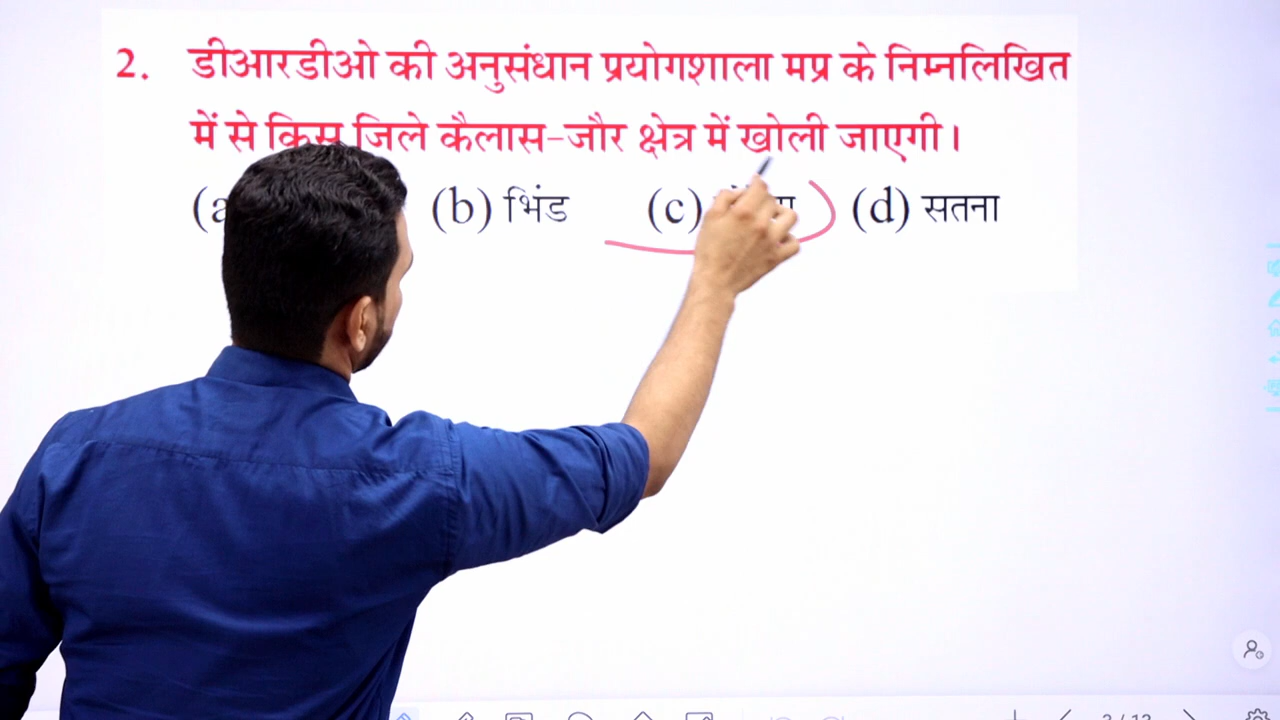 2. डीआरडीओ की अनुसंधान प्रयोगशाला मप्र के निम्नलिखित
में से किस जिले कैलास-जौर क्षेत्र में खोली जाएगी।
(a (b) भिंड (c) (d) सतना